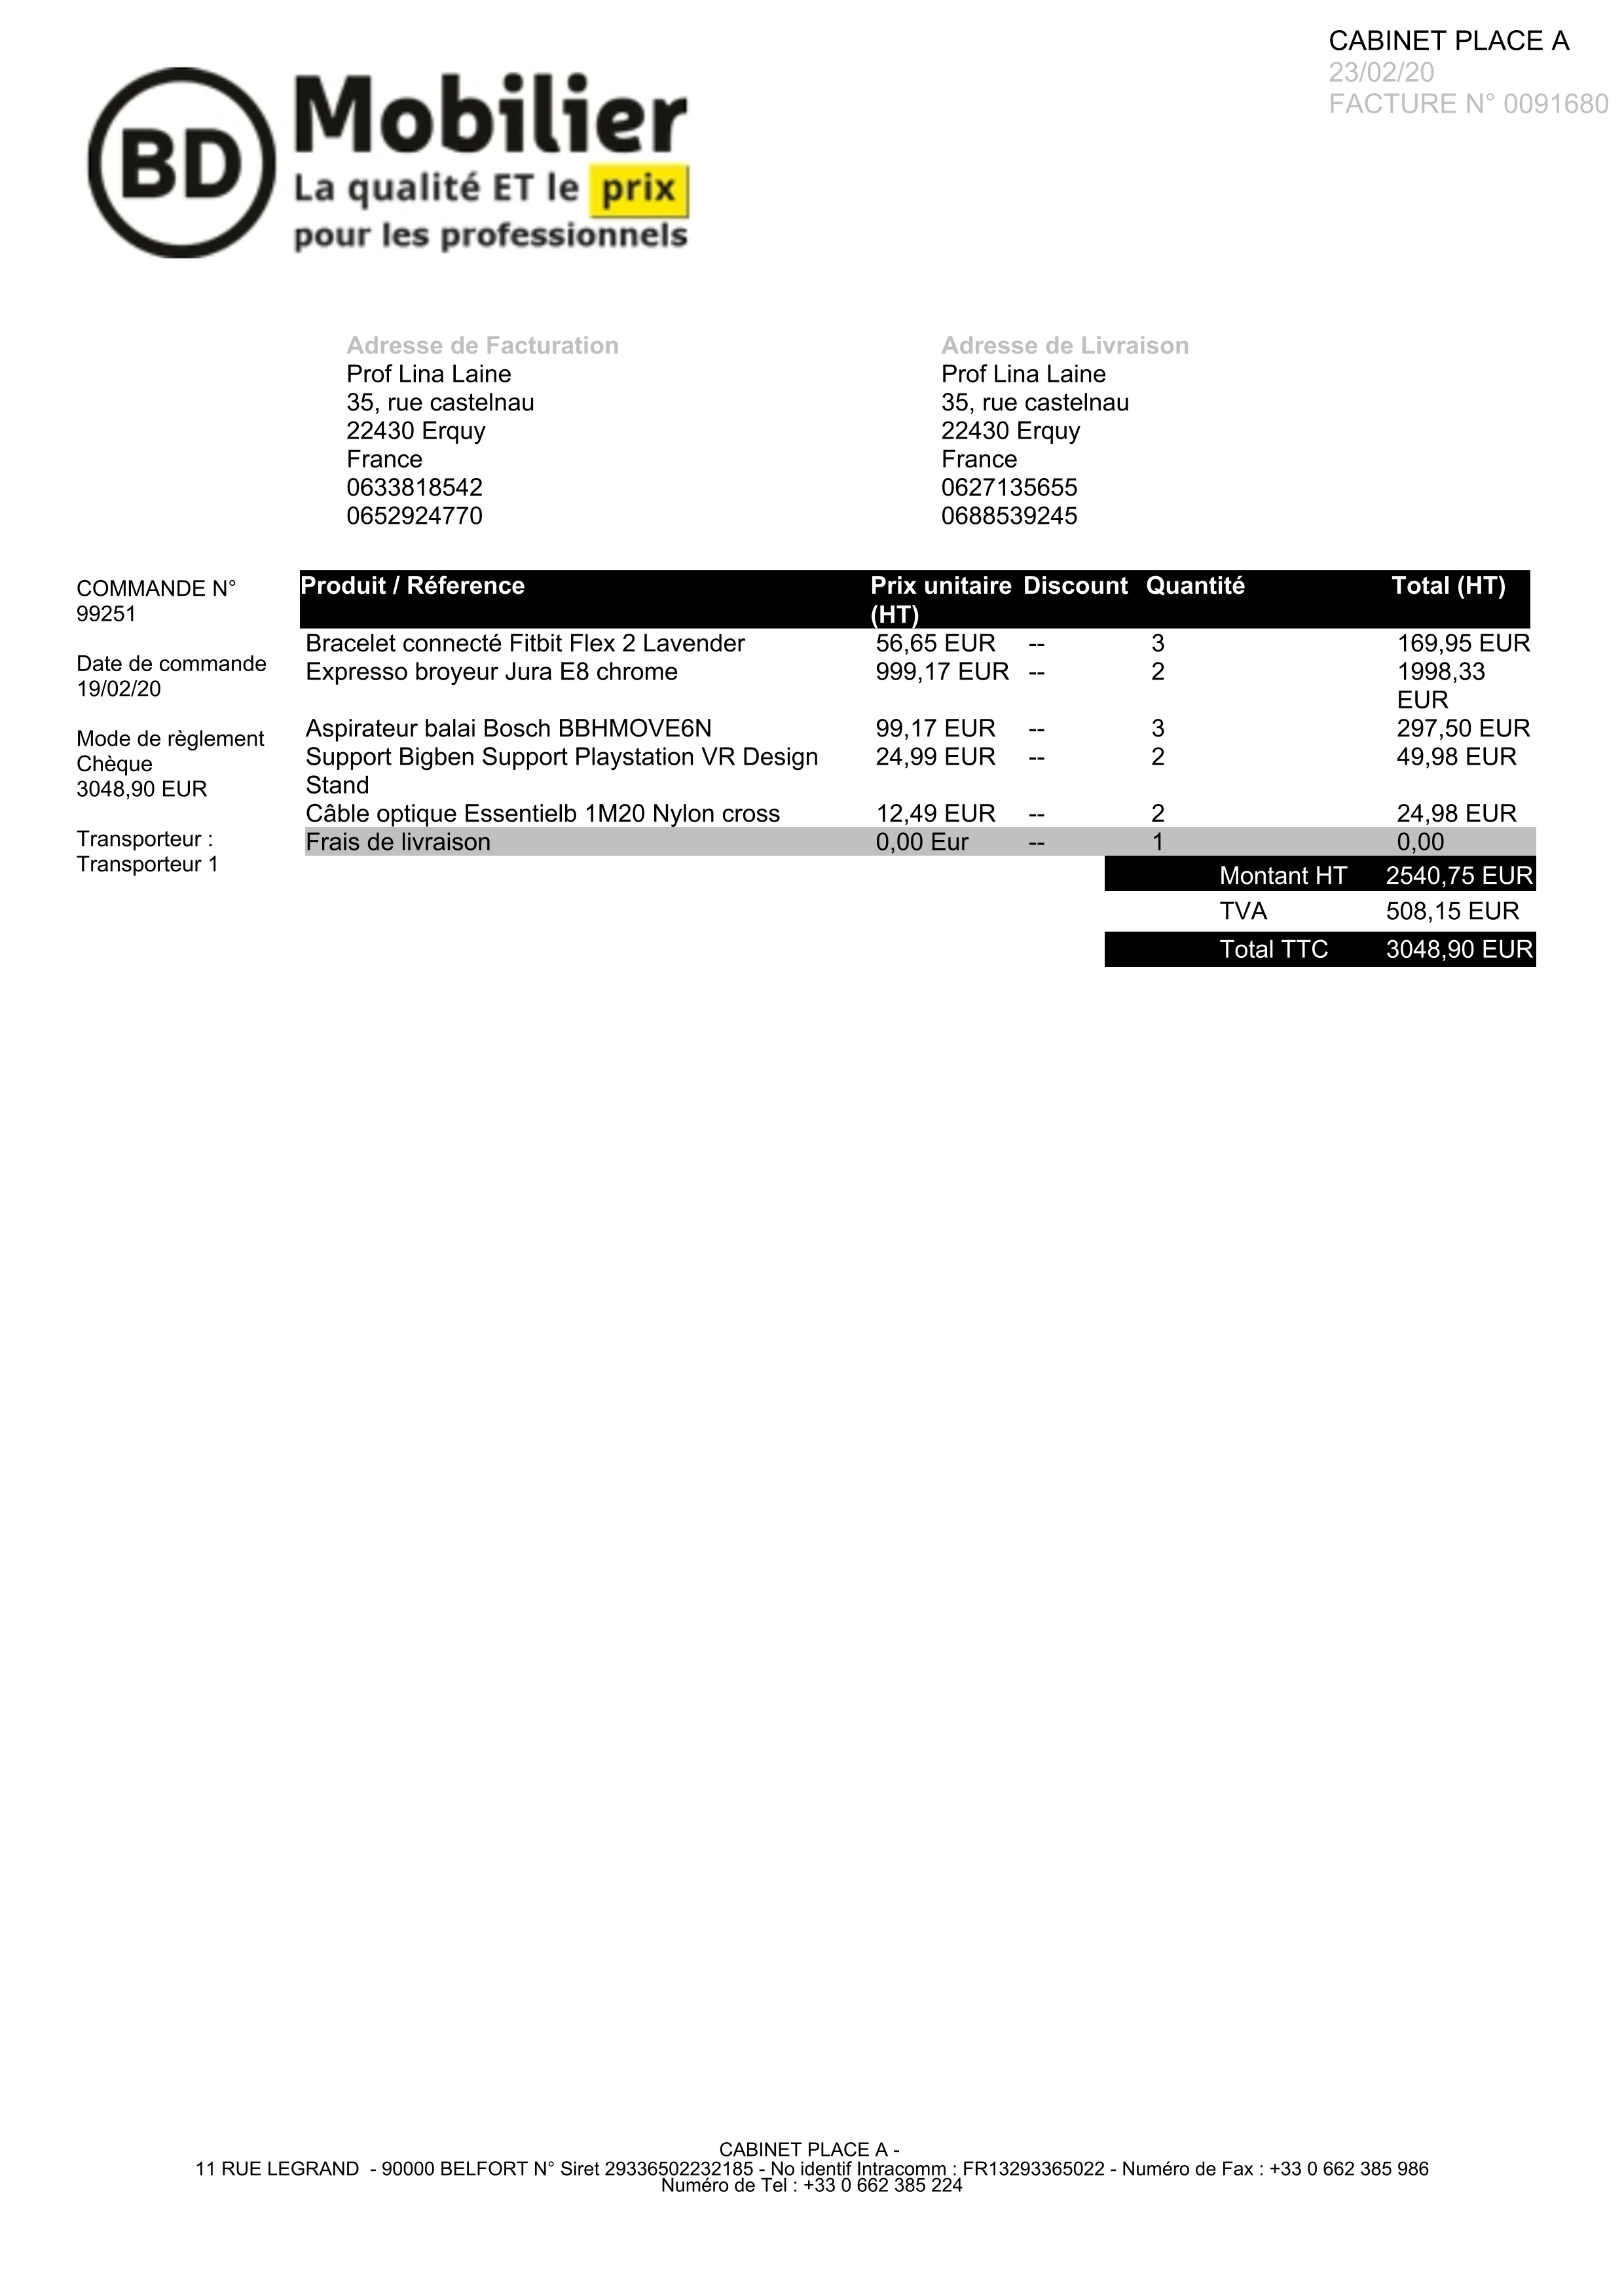 CABINET PLACE A
23/02/20
FACTURE N° 0091680
BD
Mobilier
La qualité ET le prix
pour les professionnels
Adresse de Facturation
Prof Lina Laine
35, rue castelnau
22430 Erquy
France
0633818542
0652924770
Adresse de Livraison
Prof Lina Laine
35, rue castelnau
22430 Erquy
France
0627135655
0688539245
COMMANDE N°
99251
Date de commande
19/02/20
Mode de règlement
Chèque
3048,90 EUR
Transporteur :
Transporteur 1
Produit / Réference Prix unitaire Discount Quantité Total (HT)
(HT)
Bracelet connecté Fitbit Flex 2 Lavender 56,65 EUR -- 3 169,95 EUR
Expresso broyeur Jura E8 chrome 999,17 EUR -- 2 1998,33
EUR
Aspirateur balai Bosch BBHMOVE6N 99,17 EUR -- 3 297,50 EUR
Support Bigben Support Playstation VR Design 24,99 EUR -- 2 49,98 EUR
Stand
Câble optique Essentielb 1M20 Nylon cross 12,49 EUR -- 2 24,98 EUR
Frais de livraison 0,00 Eur -- 1 0,00
Montant HT 2540,75 EUR
TVA 508,15 EUR
Total TTC 3048,90 EUR
CABINET PLACE A -
11 RUE LEGRAND - 90000 BELFORT N° Siret 29336502232185 - No identif Intracomm : FR13293365022 - Numéro de Fax : +33 0 662 385 986
Numéro de Tel : +33 0 662 385 224